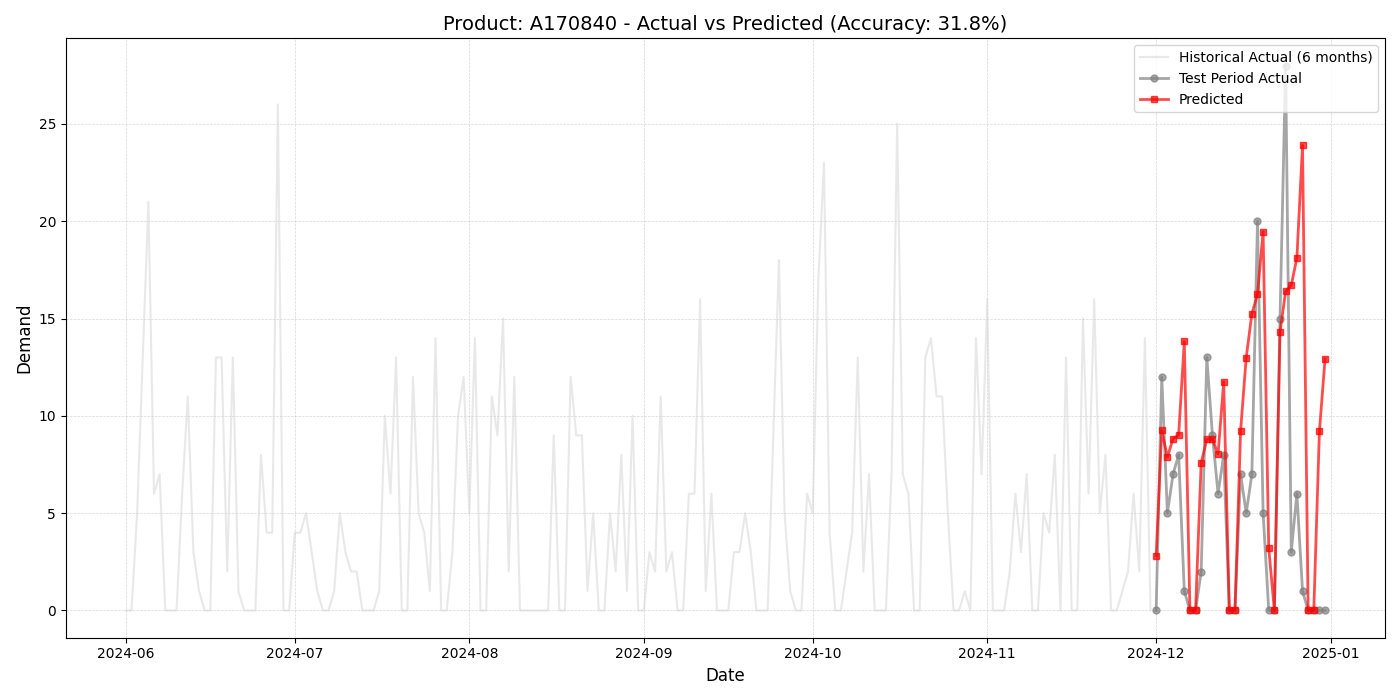 Product: A170840 - Actual vs Predicted (Accuracy: 31.8%)
Historical Actual (6 months)
Test Period Actual
Predicted
25
20
15
10
5
0
Demand
2024-06
2024-07
2024-08
2024-09
2024-10
2024-11
2024-12
2025-01
Date